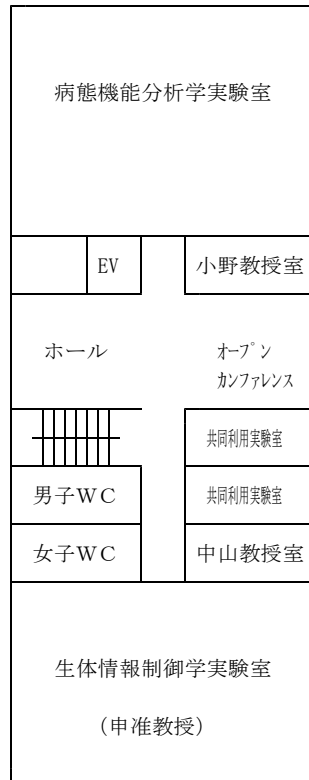 病態機能分析学実験室
EV
小野教授室
ホール
オープン
カンファレンス
共同利用実験室
男子WC
共同利用実験室
女子WC
中山教授室
生体情報制御学実験室
(申准教授)